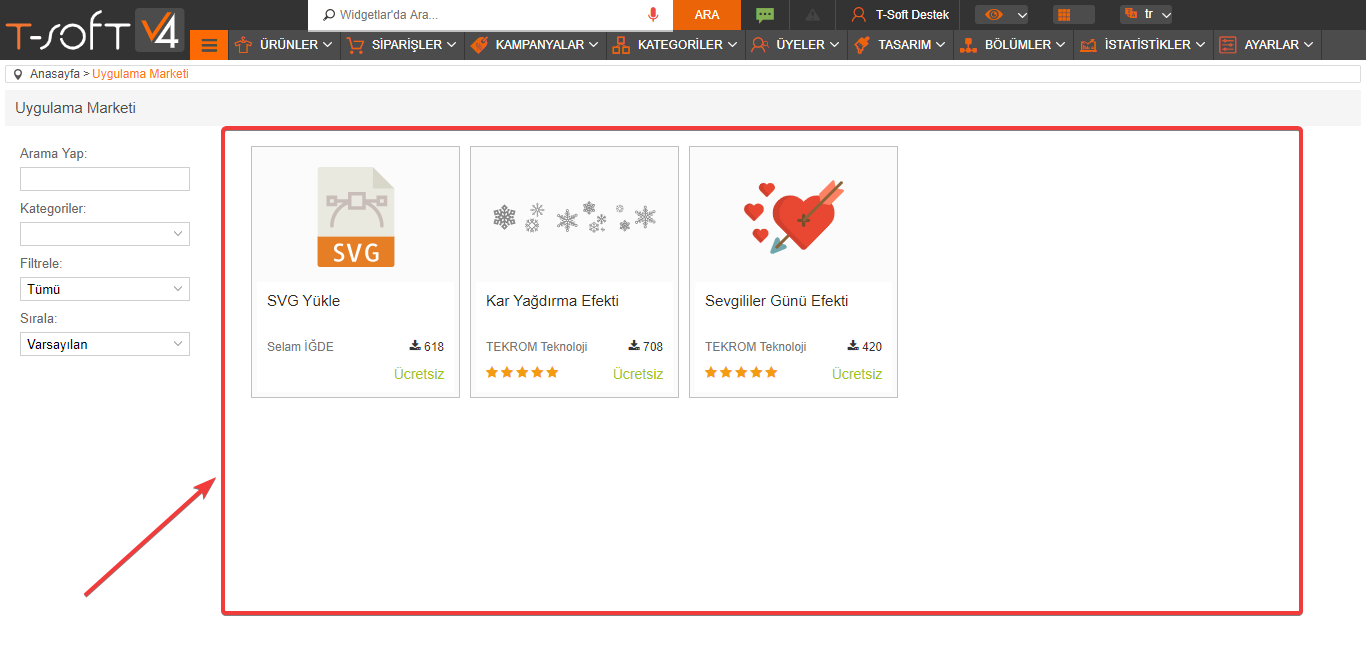 T-SOFT V4
Widgetlar'da Ara...
ARA
T-Soft Destek
tr
ÜRÜNLER
SİPARİŞLER
KAMPANYALAR
KATEGORİLER
ÜYELER
TASARIM
BÖLÜMLER
İSTATİSTİKLER
AYARLAR
Anasayfa > Uygulama Marketi
Uygulama Marketi
Arama Yap:
Kategoriler:
Filtrele:
Tümü
Sırala:
Varsayılan
SVG
SVG Yükle
Selam İĞDE
618
Ücretsiz
Kar Yağdırma Efekti
TEKROM Teknoloji
708
Ücretsiz
Sevgililer Günü Efekti
TEKROM Teknoloji
420
Ücretsiz